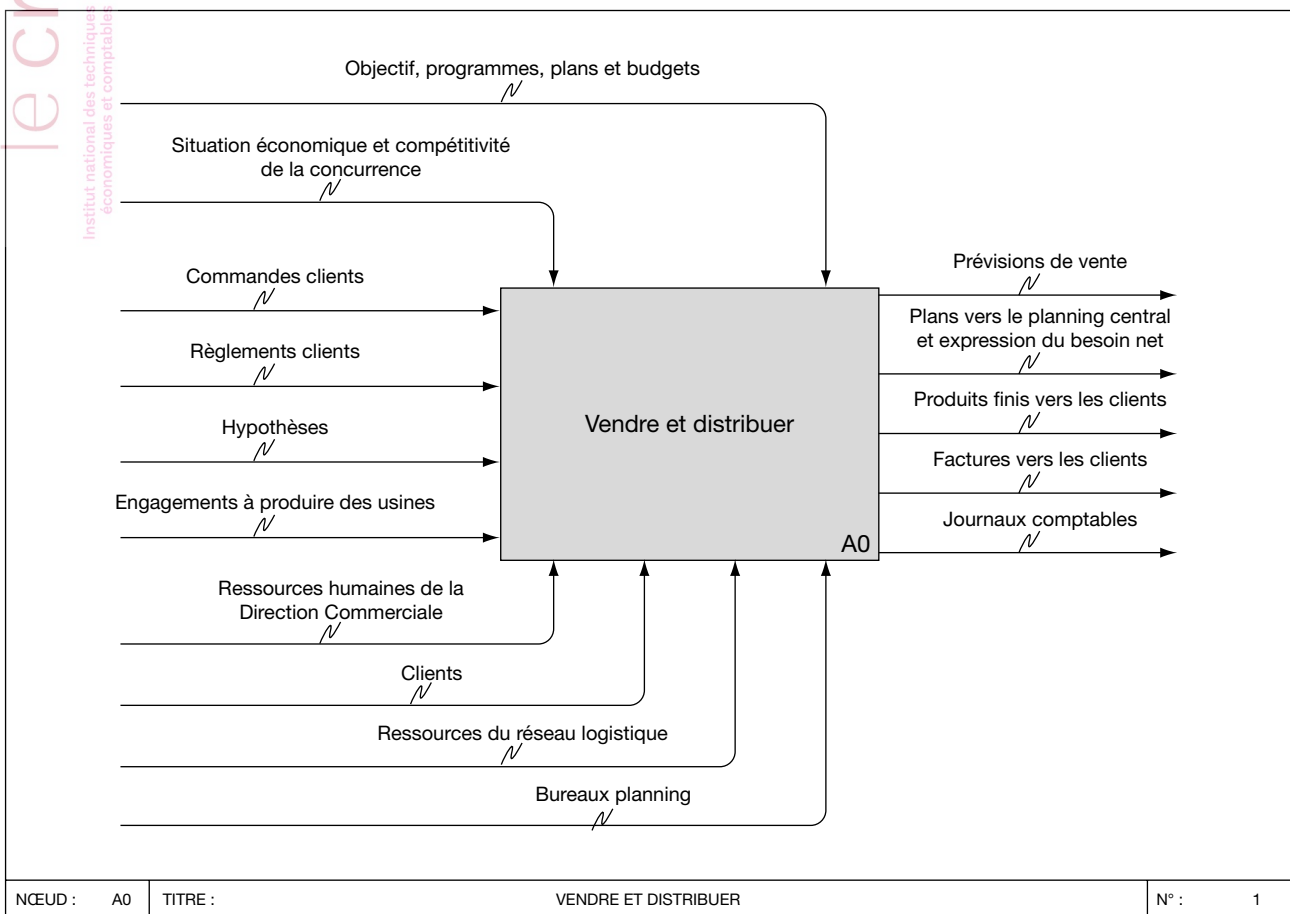 le cr
Institut national des techniques
économiques et comptables
Objectif, programmes, plans et budgets
Situation économique et compétitivité
de la concurrence
Commandes clients
Règlements clients
Hypothèses
Engagements à produire des usines
Vendre et distribuer
A0
Prévisions de vente
Plans vers le planning central
et expression du besoin net
Produits finis vers les clients
Factures vers les clients
Journaux comptables
Ressources humaines de la
Direction Commerciale
Clients
Ressources du réseau logistique
Bureaux planning
NŒUD : A0 TITRE : VENDRE ET DISTRIBUER N° : 1